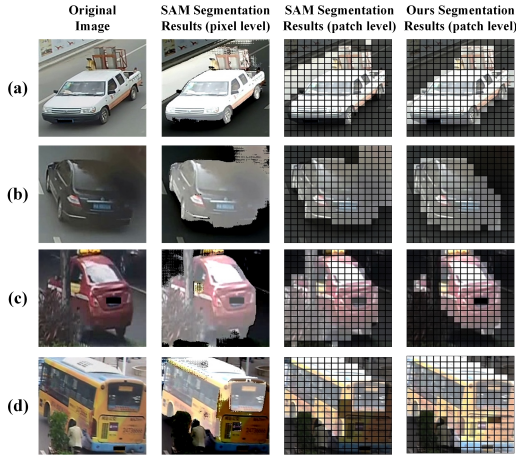 Original SAM Segmentation SAM Segmentation Ours Segmentation
Image Results (pixel level) Results (patch level) Results (patch level)
(a)
(b)
(c)
(d)